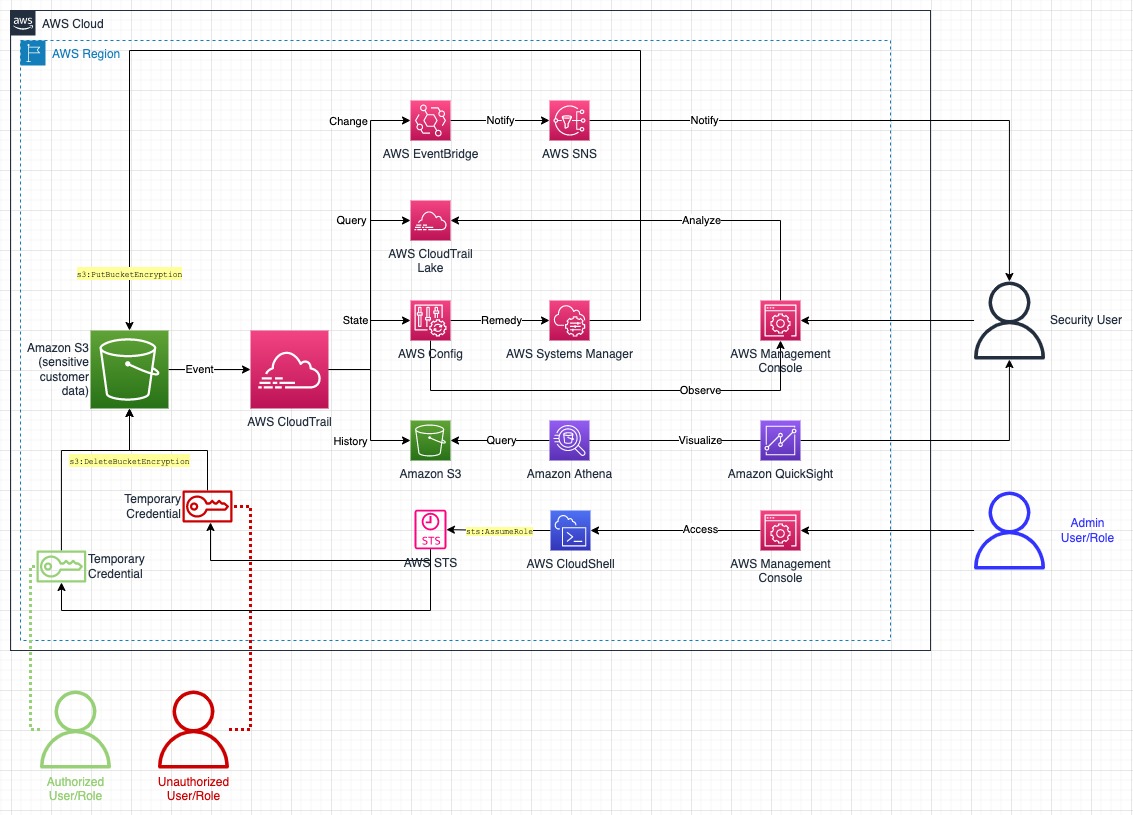 aws
AWS Cloud
AWS Region
Change
Notify
Notify
AWS EventBridge
AWS SNS
Query
Analyze
AWS CloudTrail
Lake
s3:PutBucketEncryption
State
Remedy
AWS Config
AWS Systems Manager
AWS Management
Console
Security User
Amazon S3
(sensitive
customer
data)
Event
AWS CloudTrail
Observe
History
Query
Visualize
Amazon S3
Amazon Athena
Amazon QuickSight
s3:DeleteBucketEncryption
Temporary
Credential
STS
AWS STS
sts:AssumeRole
AWS CloudShell
Access
AWS Management
Console
Admin
User/Role
Temporary
Credential
Authorized
User/Role
Unauthorized
User/Role